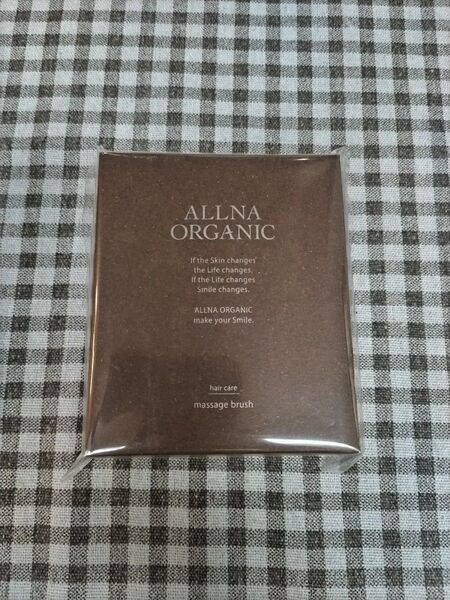 ALLNA
ORGANIC
If the Skin changes
the Life changes.
If the Life changes
Smile changes.
ALLNA ORGANIC
make your Smile.
hair care
massage brush